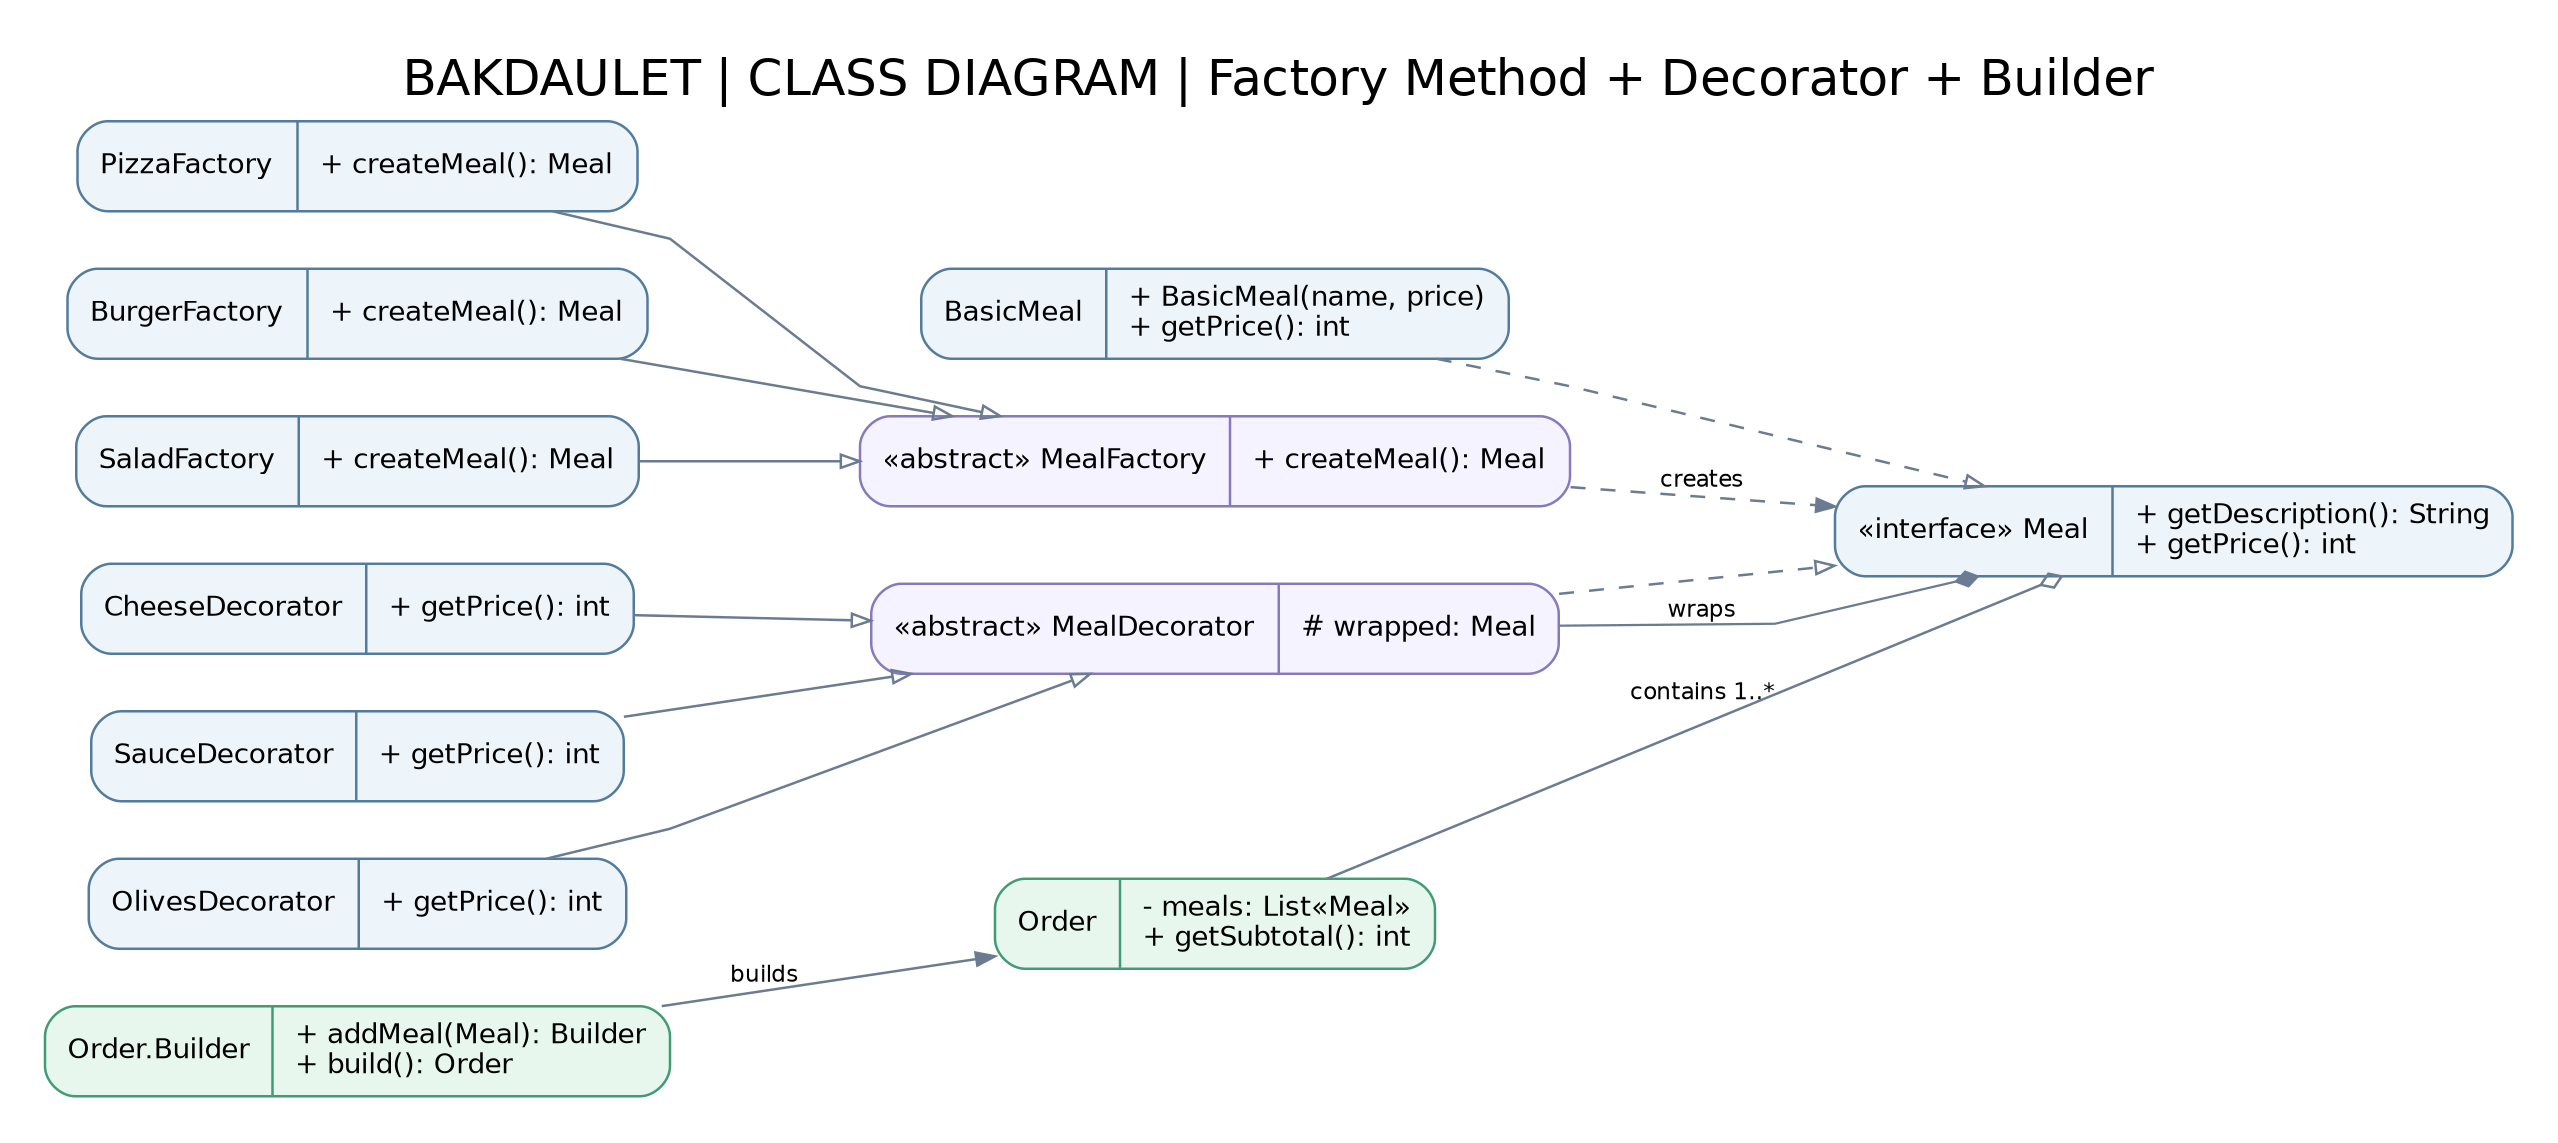 BAKDAULET | CLASS DIAGRAM | Factory Method + Decorator + Builder
PizzaFactory
+ createMeal(): Meal
BurgerFactory
+ createMeal(): Meal
BasicMeal
+ BasicMeal(name, price)
+ getPrice(): int
SaladFactory
+ createMeal(): Meal
«abstract» MealFactory
+ createMeal(): Meal
creates
«interface» Meal
+ getDescription(): String
+ getPrice(): int
CheeseDecorator
+ getPrice(): int
«abstract» MealDecorator
# wrapped: Meal
wraps
contains 1..*
SauceDecorator
+ getPrice(): int
OlivesDecorator
+ getPrice(): int
Order
- meals: List«Meal»
+ getSubtotal(): int
builds
Order.Builder
+ addMeal(Meal): Builder
+ build(): Order